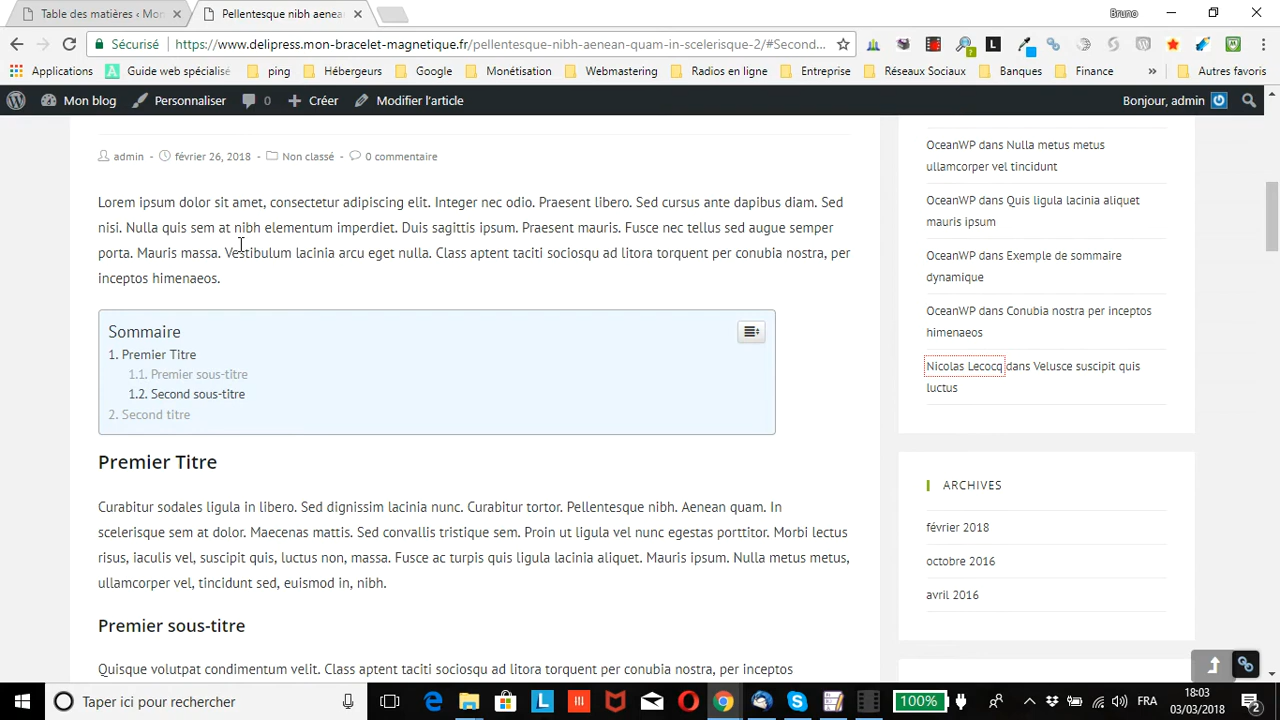 Table des matières ‹ Mon
Pellentesque nibh aenea
Bruno
Sécurisé
https://www.delipress.mon-bracelet-magnetique.fr/pellentesque-nibh-aenean-quam-in-scelerisque-2/#Second...
Applications
Guide web spécialisé
ping
Hébergeurs
Google
Monétisation
Webmastering
Radios en ligne
Entreprise
Réseaux Sociaux
Banques
Finance
»
Autres favoris
Mon blog
Personnaliser
0
Créer
Modifier l'article
Bonjour, admin
admin - février 26, 2018 - Non classé - 0 commentaire
Lorem ipsum dolor sit amet, consectetur adipiscing elit. Integer nec odio. Praesent libero. Sed cursus ante dapibus diam. Sed
nisi. Nulla quis sem at nibh elementum imperdiet. Duis sagittis ipsum. Praesent mauris. Fusce nec tellus sed augue semper
porta. Mauris massa. Vestibulum lacinia arcu eget nulla. Class aptent taciti sociosqu ad litora torquent per conubia nostra, per
inceptos himenaeos.
Sommaire
1. Premier Titre
1.1. Premier sous-titre
1.2. Second sous-titre
2. Second titre
Premier Titre
Curabitur sodales ligula in libero. Sed dignissim lacinia nunc. Curabitur tortor. Pellentesque nibh. Aenean quam. In
scelerisque sem at dolor. Maecenas mattis. Sed convallis tristique sem. Proin ut ligula vel nunc egestas porttitor. Morbi lectus
risus, iaculis vel, suscipit quis, luctus non, massa. Fusce ac turpis quis ligula lacinia aliquet. Mauris ipsum. Nulla metus metus,
ullamcorper vel, tincidunt sed, euismod in, nibh.
Premier sous-titre
Quisque volutpat condimentum velit. Class aptent taciti sociosqu ad litora torquent per conubia nostra, per inceptos
OceanWP dans Nulla metus metus
ullamcorper vel tincidunt
OceanWP dans Quis ligula lacinia aliquet
mauris ipsum
OceanWP dans Exemple de sommaire
dynamique
OceanWP dans Conubia nostra per inceptos
himenaeos
Nicolas Lecocq dans Velusce suscipit quis
luctus
ARCHIVES
février 2018
octobre 2016
avril 2016
Taper ici pour rechercher
100%
FRA
18:03
03/03/2018
2